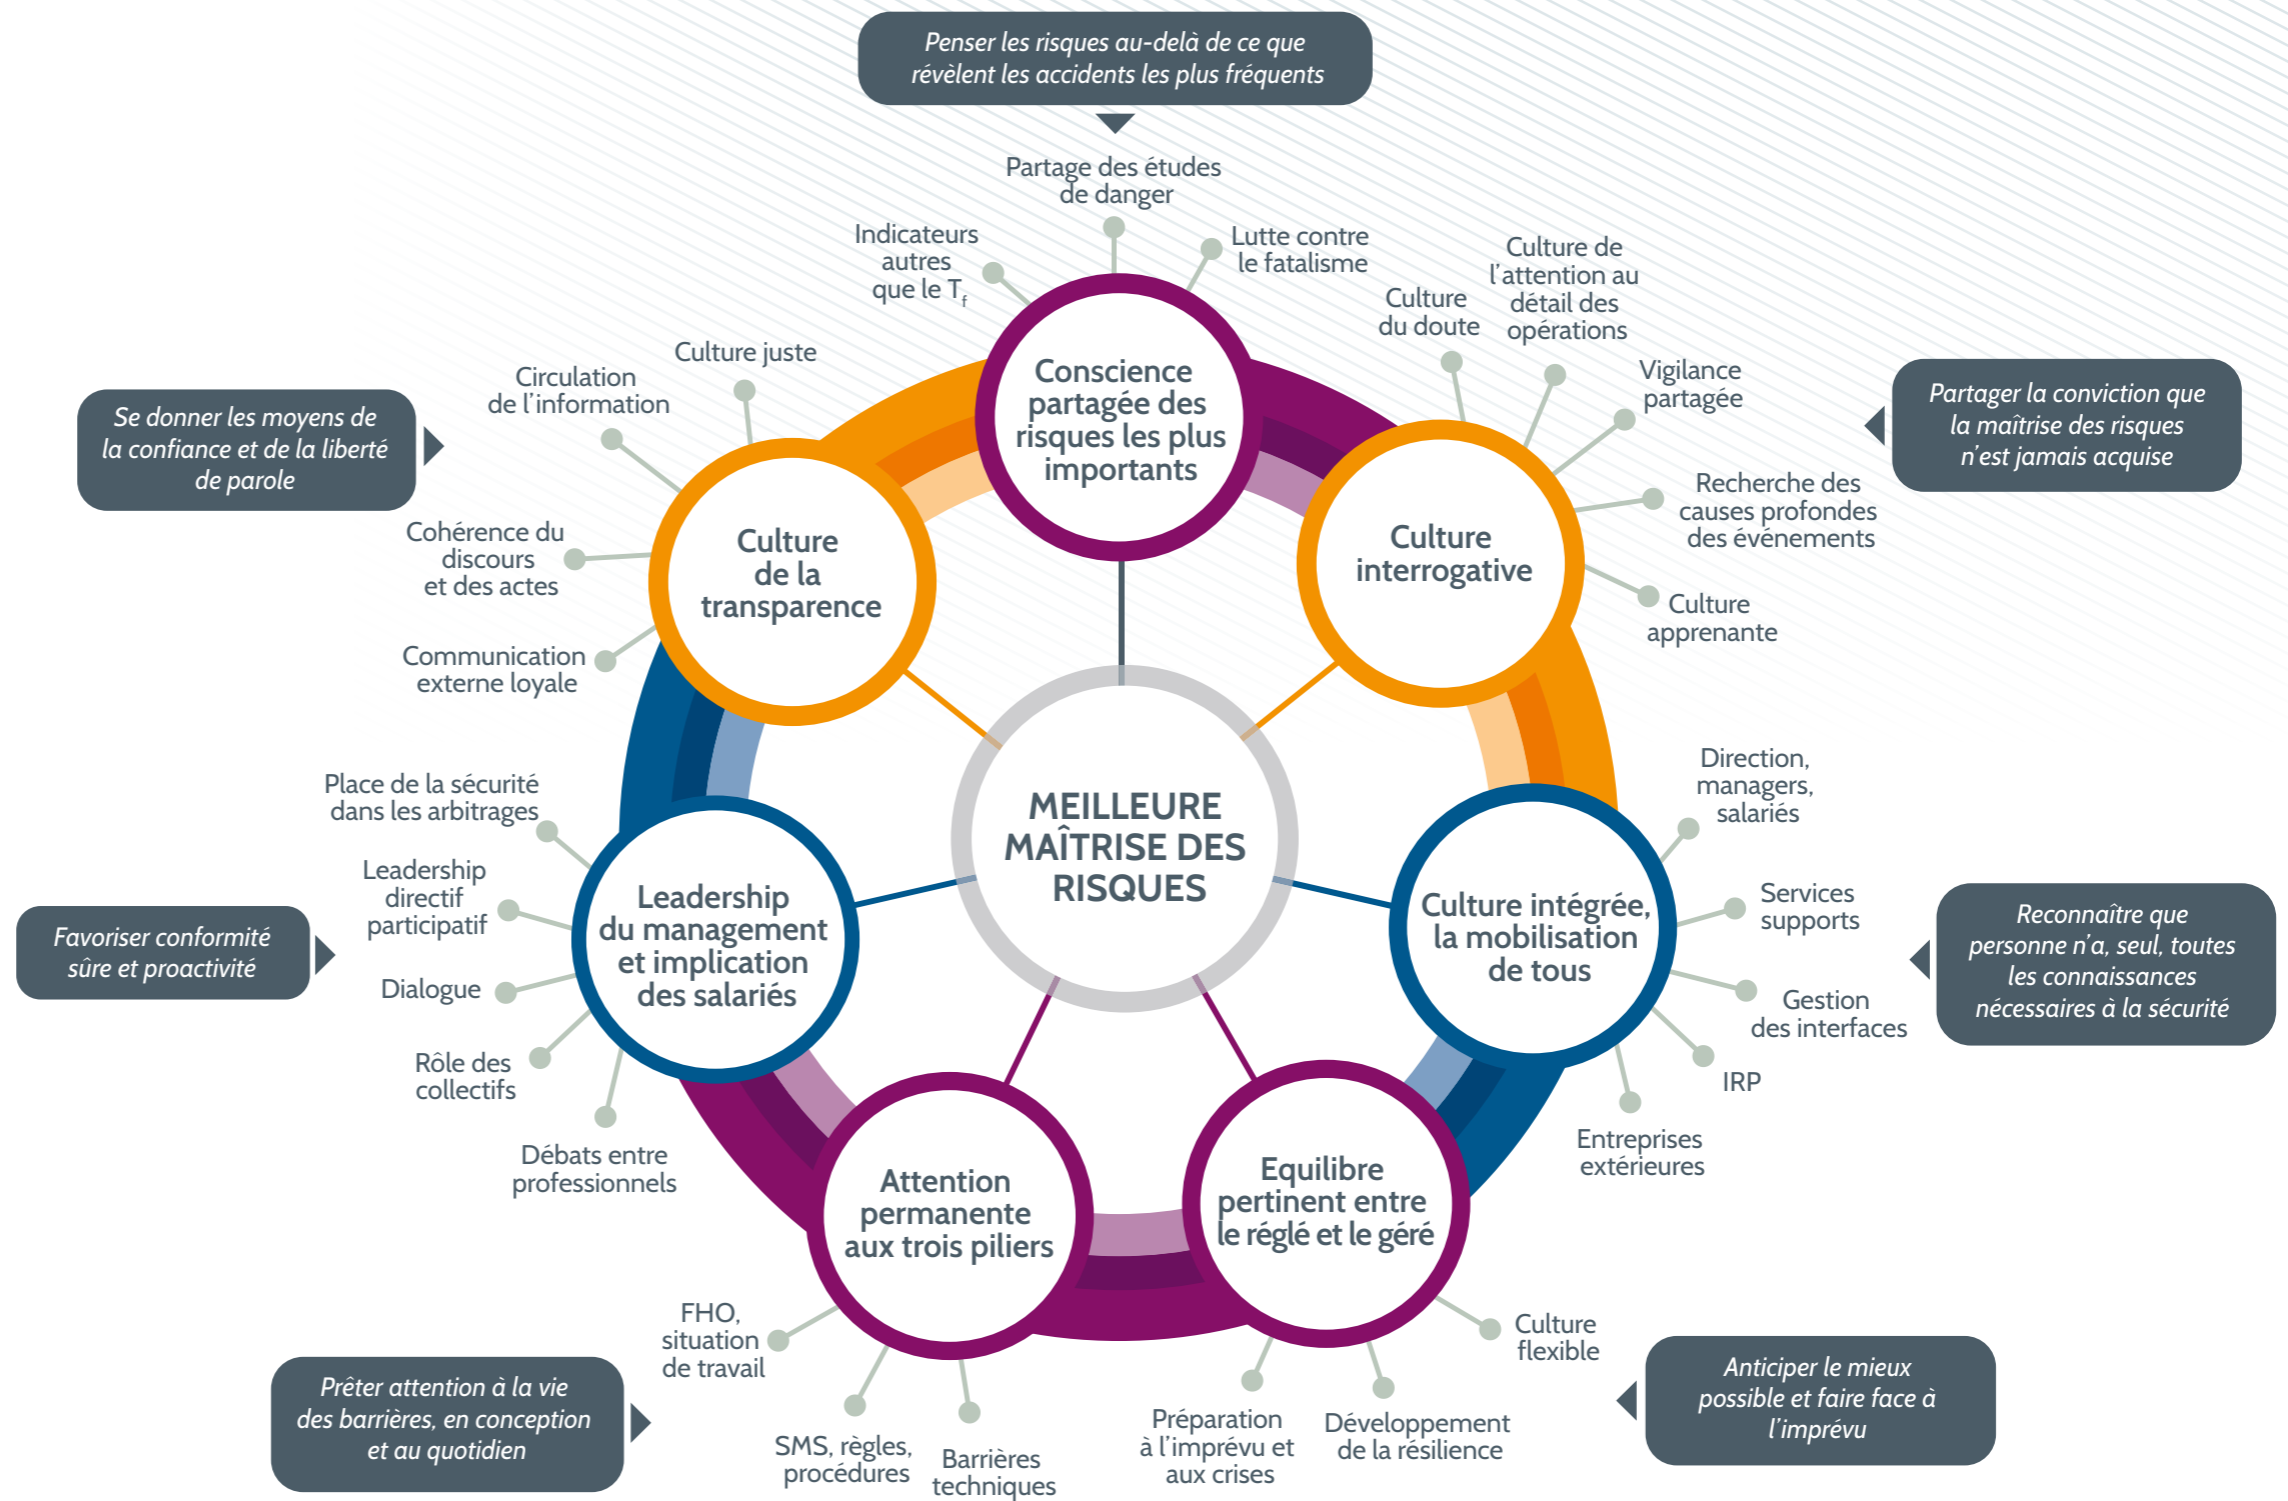 Penser les risques au-delà de ce que
révèlent les accidents les plus fréquents
Partage des études
de danger
Indicateurs
autres
que le Tf
Lutte contre
le fatalisme
Conscience
partagée des
risques les plus
importants
Culture
du doute
Culture de
l'attention au
détail des
opérations
Vigilance
partagée
Recherche des
causes profondes
des événements
Culture
apprenante
Culture
interrogative
Partager la conviction que
la maîtrise des risques
n'est jamais acquise
Direction,
managers,
salariés
Services
supports
Gestion
des interfaces
IRP
Entreprises
extérieures
Culture intégrée,
la mobilisation
de tous
Reconnaître que
personne n'a, seul, toutes
les connaissances
nécessaires à la sécurité
Equilibre
pertinent entre
le réglé et le géré
Culture
flexible
Développement
de la résilience
Préparation
à l'imprévu et
aux crises
Anticiper le mieux
possible et faire face à
l'imprévu
Attention
permanente
aux trois piliers
Barrières
techniques
SMS, règles,
procédures
FHO,
situation
de travail
Prêter attention à la vie
des barrières, en conception
et au quotidien
Leadership
du management
et implication
des salariés
Débats entre
professionnels
Rôle des
collectifs
Dialogue
Leadership
directif
participatif
Place de la sécurité
dans les arbitrages
Favoriser conformité
sûre et proactivité
Culture
de la
transparence
Communication
externe loyale
Cohérence du
discours
et des actes
Circulation
de l'information
Culture juste
Se donner les moyens de
la confiance et de la liberté
de parole
MEILLEURE
MAÎTRISE DES
RISQUES